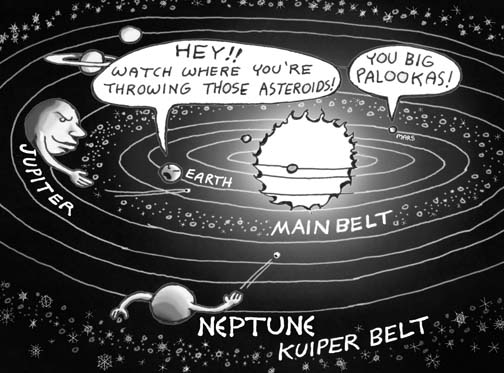 HEY!!
WATCH WHERE YOU'RE
THROWING THOSE ASTEROIDS!
YOU BIG
PALOOKAS!
MARS
JUPITER
EARTH
MAIN BELT
NEPTUNE
KUIPER BELT